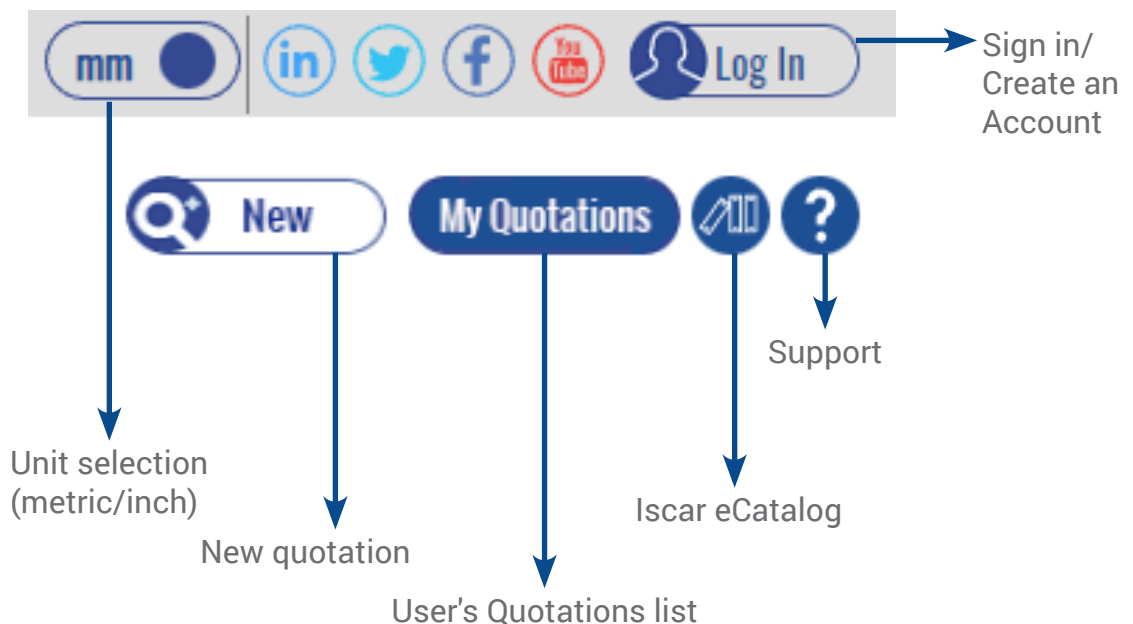 mm
in
f
You
Tube
Log In
Sign in/
Create an
Account
New
My Quotations
?
Support
Unit selection
(metric/inch)
Iscar eCatalog
New quotation
User's Quotations list